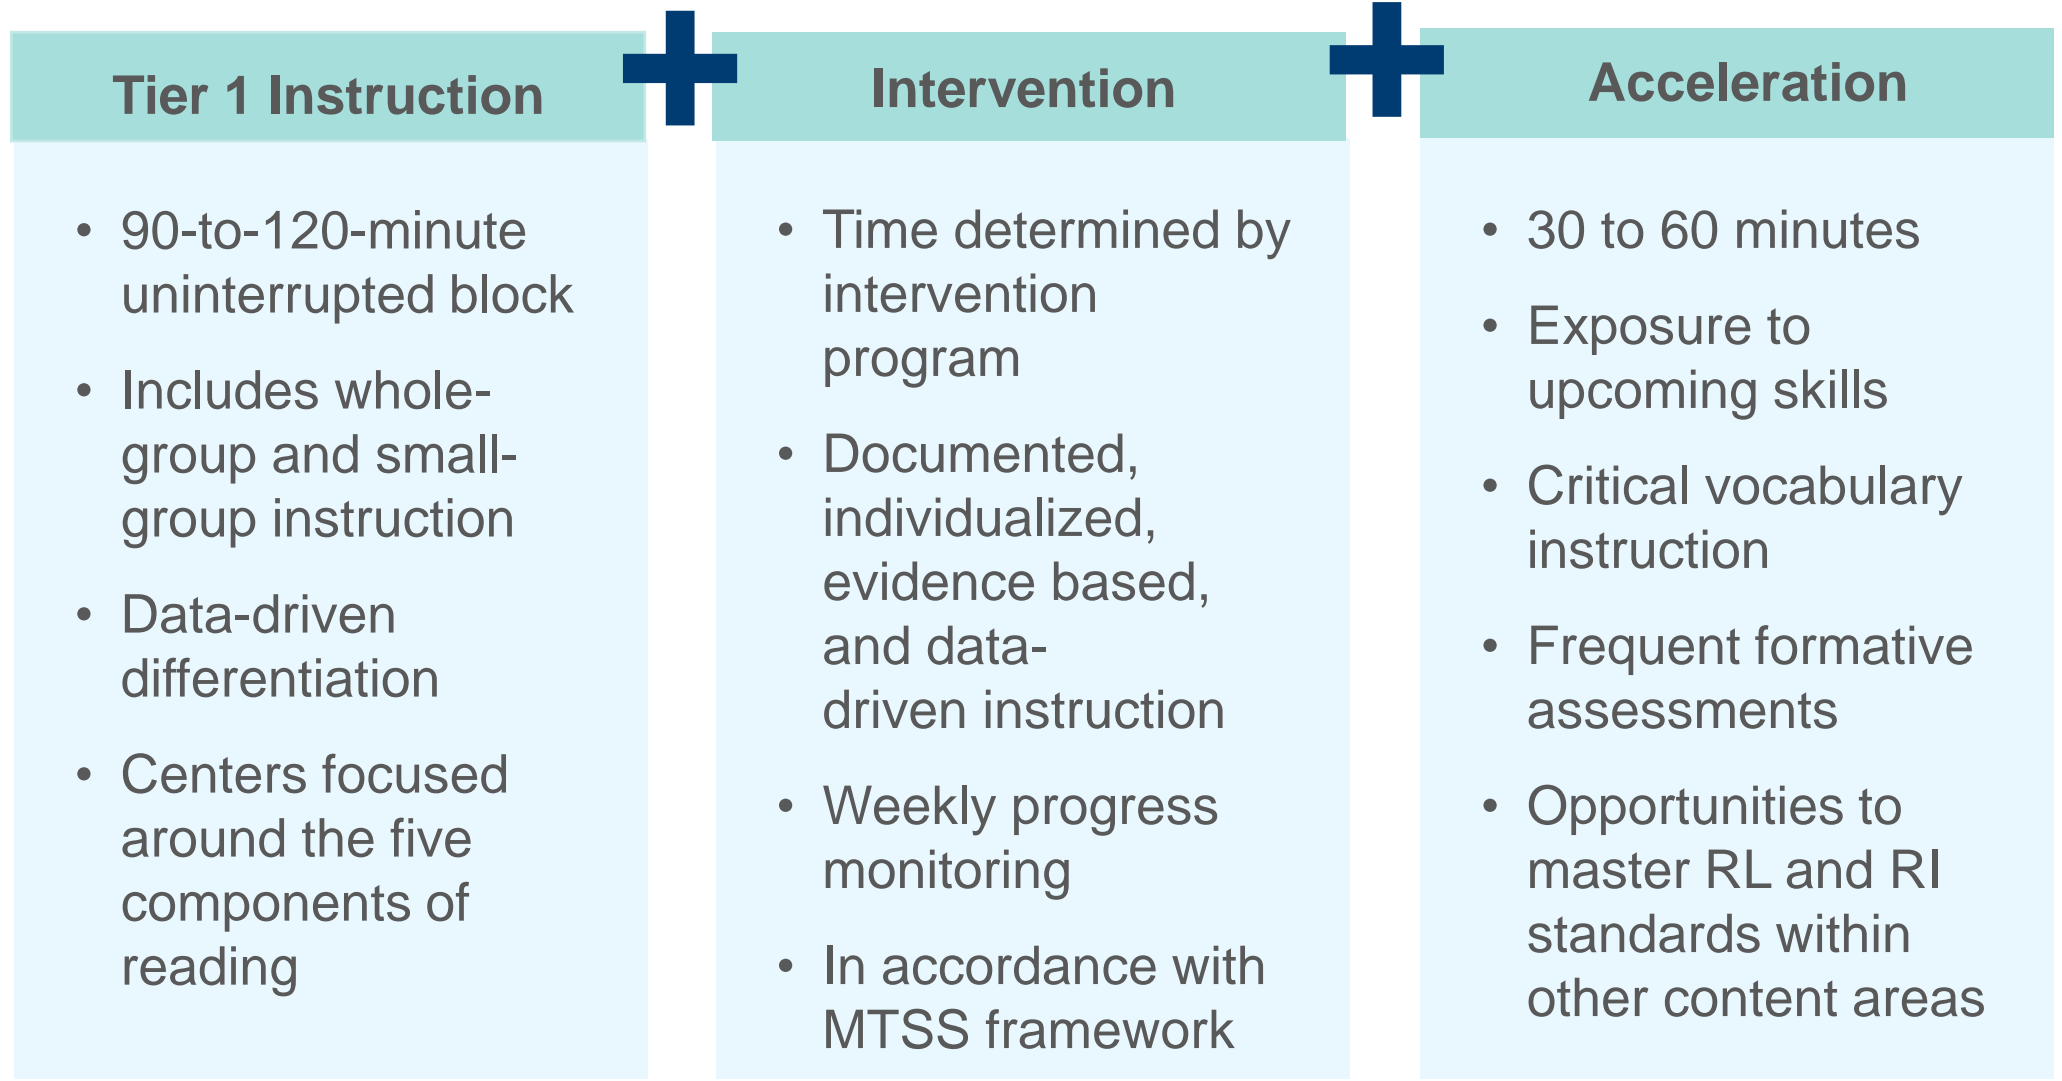 Tier 1 Instruction
• 90-to-120-minute
uninterrupted block
• Includes whole-
group and small-
group instruction
• Data-driven
differentiation
• Centers focused
around the five
components of
reading
Intervention
• Time determined by
intervention
program
• Documented,
individualized,
evidence based,
and data-
driven instruction
• Weekly progress
monitoring
• In accordance with
MTSS framework
Acceleration
• 30 to 60 minutes
• Exposure to
upcoming skills
• Critical vocabulary
instruction
• Frequent formative
assessments
• Opportunities to
master RL and RI
standards within
other content areas